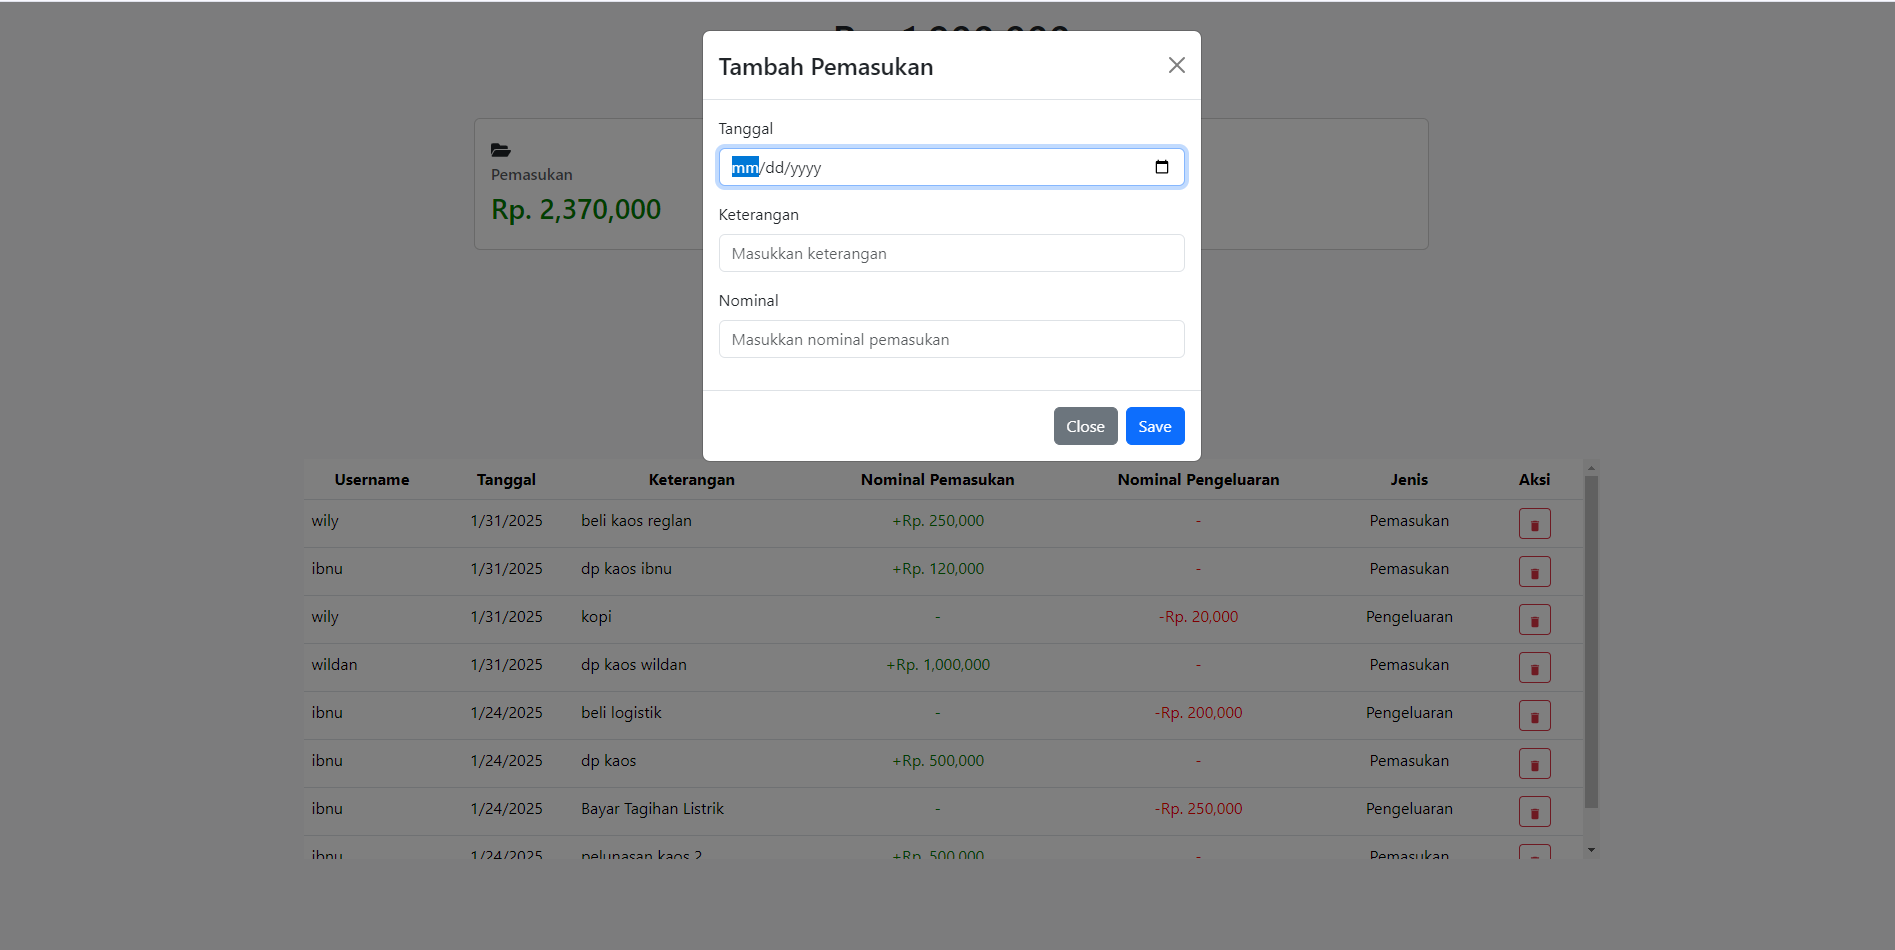 Tambah Pemasukan
Tanggal
mm/dd/yyyy
Pemasukan
Rp. 2,370,000
Keterangan
Masukkan keterangan
Nominal
Masukkan nominal pemasukan
Close Save
Username Tanggal Keterangan Nominal Pemasukan Nominal Pengeluaran Jenis Aksi
wily 1/31/2025 beli kaos reglan +Rp. 250,000 - Pemasukan
ibnu 1/31/2025 dp kaos ibnu +Rp. 120,000 - Pemasukan
wily 1/31/2025 kopi - -Rp. 20,000 Pengeluaran
wildan 1/31/2025 dp kaos wildan +Rp. 1,000,000 - Pemasukan
ibnu 1/24/2025 beli logistik - -Rp. 200,000 Pengeluaran
ibnu 1/24/2025 dp kaos +Rp. 500,000 - Pemasukan
ibnu 1/24/2025 Bayar Tagihan Listrik - -Rp. 250,000 Pengeluaran
ibnu 1/24/2025 pelunasan kaos 2 +Rp. 500,000 - Pemasukan